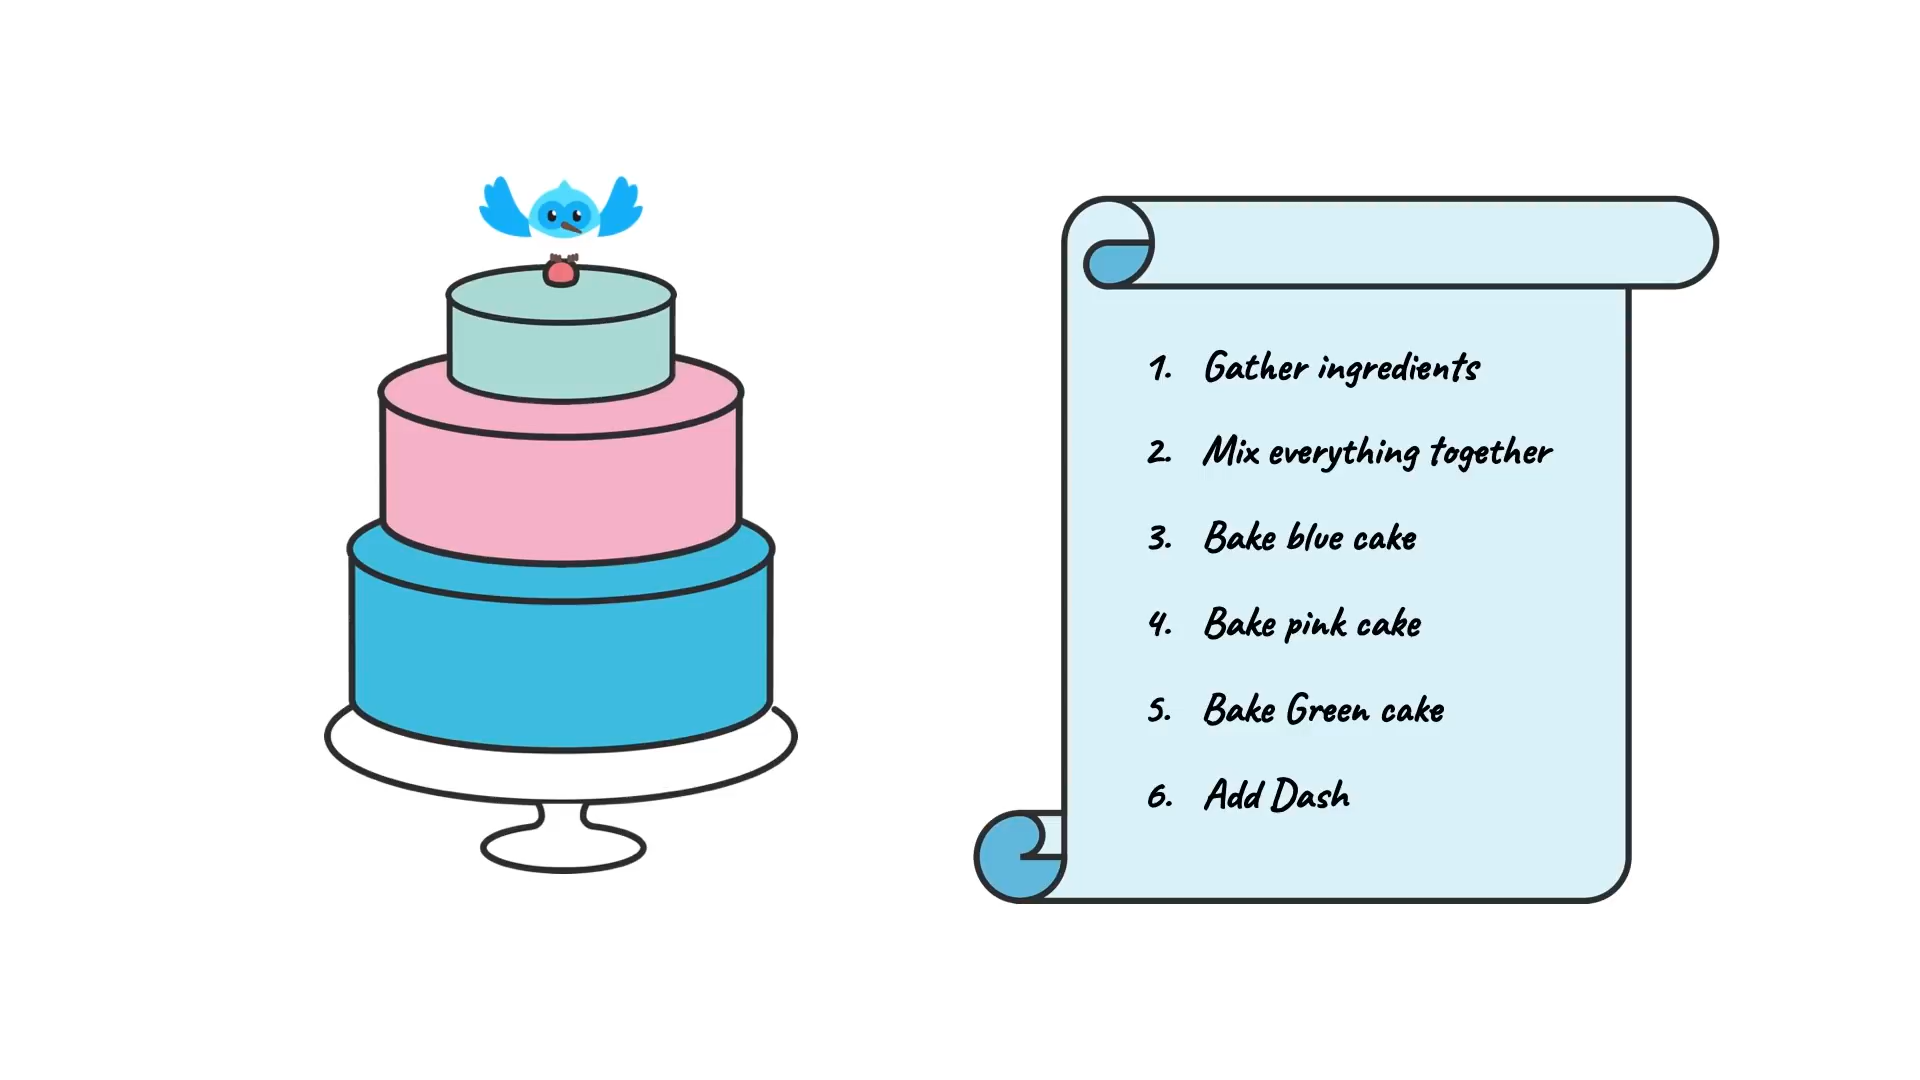 1. Gather ingredients
2. Mix everything together
3. Bake blue cake
4. Bake pink cake
5. Bake Green cake
6. Add Dash